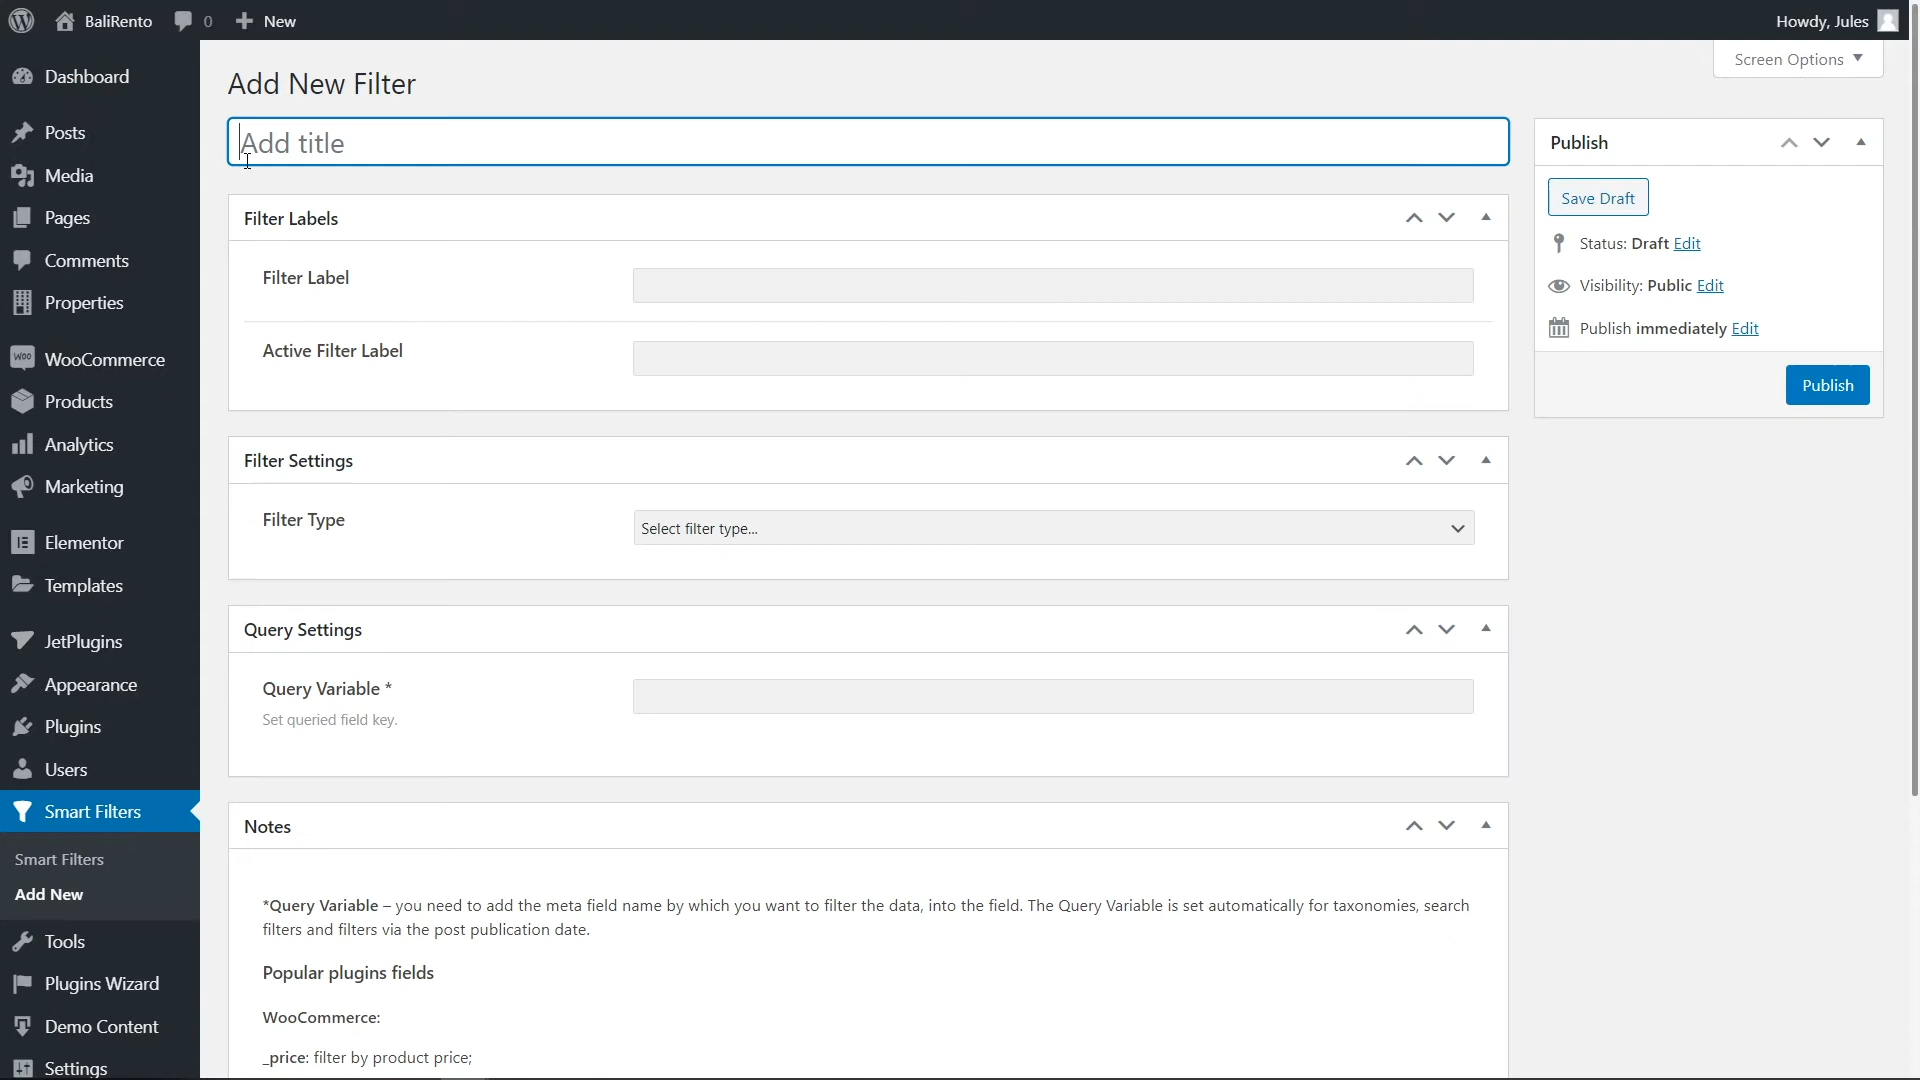 BaliRento
0
New
Howdy, Jules
Dashboard
Posts
Media
Pages
Comments
Properties
WooCommerce
Products
Analytics
Marketing
Elementor
Templates
JetPlugins
Appearance
Plugins
Users
Smart Filters
Smart Filters
Add New
Tools
Plugins Wizard
Demo Content
Settings
Screen Options
Add New Filter
Add title
Filter Labels
Filter Label
Active Filter Label
Filter Settings
Filter Type
Select filter type...
Query Settings
Query Variable *
Set queried field key.
Notes
*Query Variable – you need to add the meta field name by which you want to filter the data, into the field. The Query Variable is set automatically for taxonomies, search
filters and filters via the post publication date.
Popular plugins fields
WooCommerce:
_price: filter by product price;
Publish
Save Draft
Status: Draft Edit
Visibility: Public Edit
Publish immediately Edit
Publish